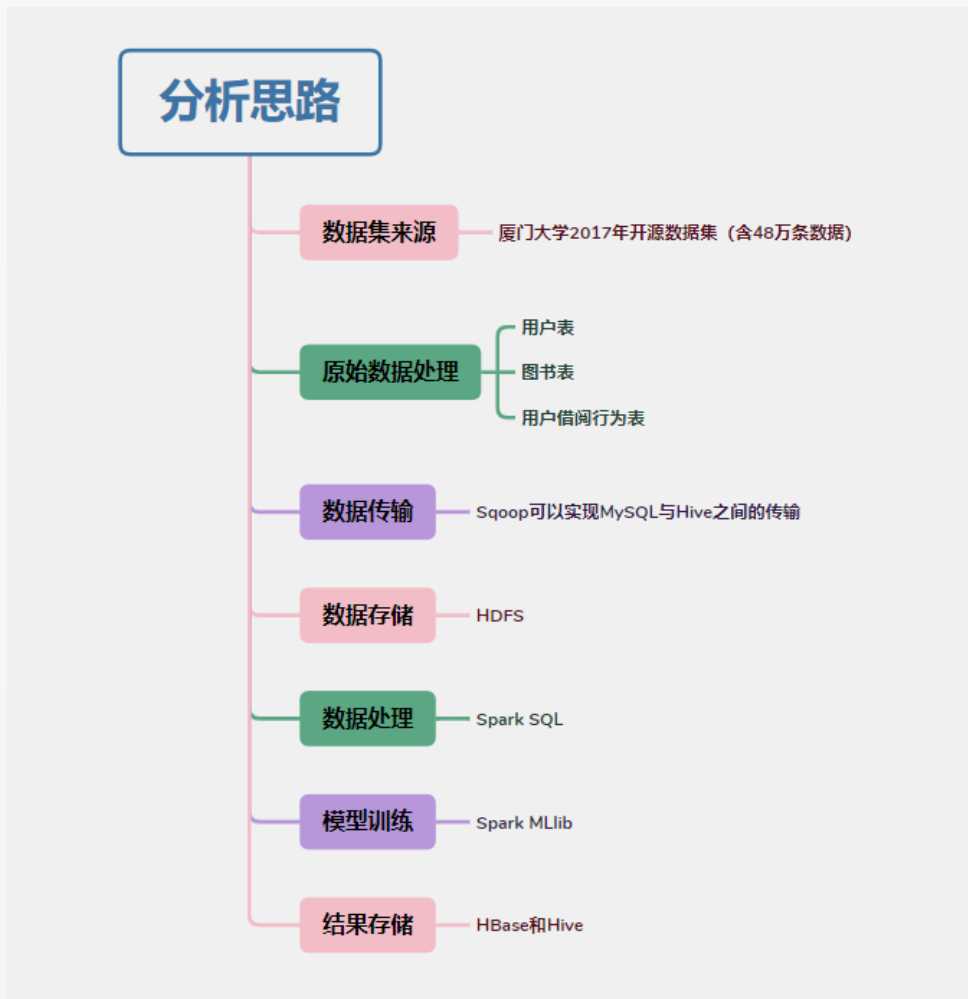 分析思路
数据集来源
厦门大学2017年开源数据集（含48万条数据）
原始数据处理
用户表
图书表
用户借阅行为表
数据传输
Sqoop可以实现MySQL与Hive之间的传输
数据存储
HDFS
数据处理
Spark SQL
模型训练
Spark MLlib
结果存储
HBase和Hive